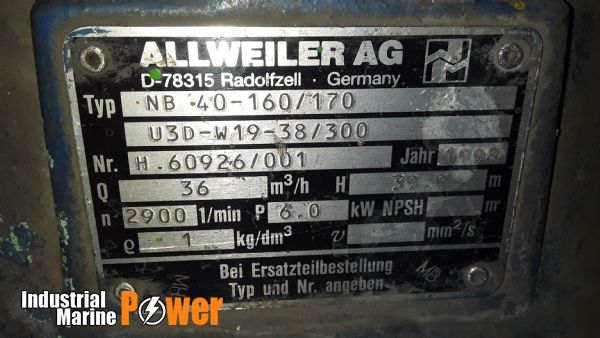 ALLWEILER AG
D-78315 Radolfzell · Germany
Typ NB 40-160/170
U3D-W19-38/300
Nr. H.60926/001 Jahr
Q 36 m³/h H m
n 2900 1/min P 6.0 kW NPSH m
ϱ 1 kg/dm³ ν mm²/s
Bei Ersatzteilbestellung
Typ und Nr. angeben.
Industrial
Marine Power